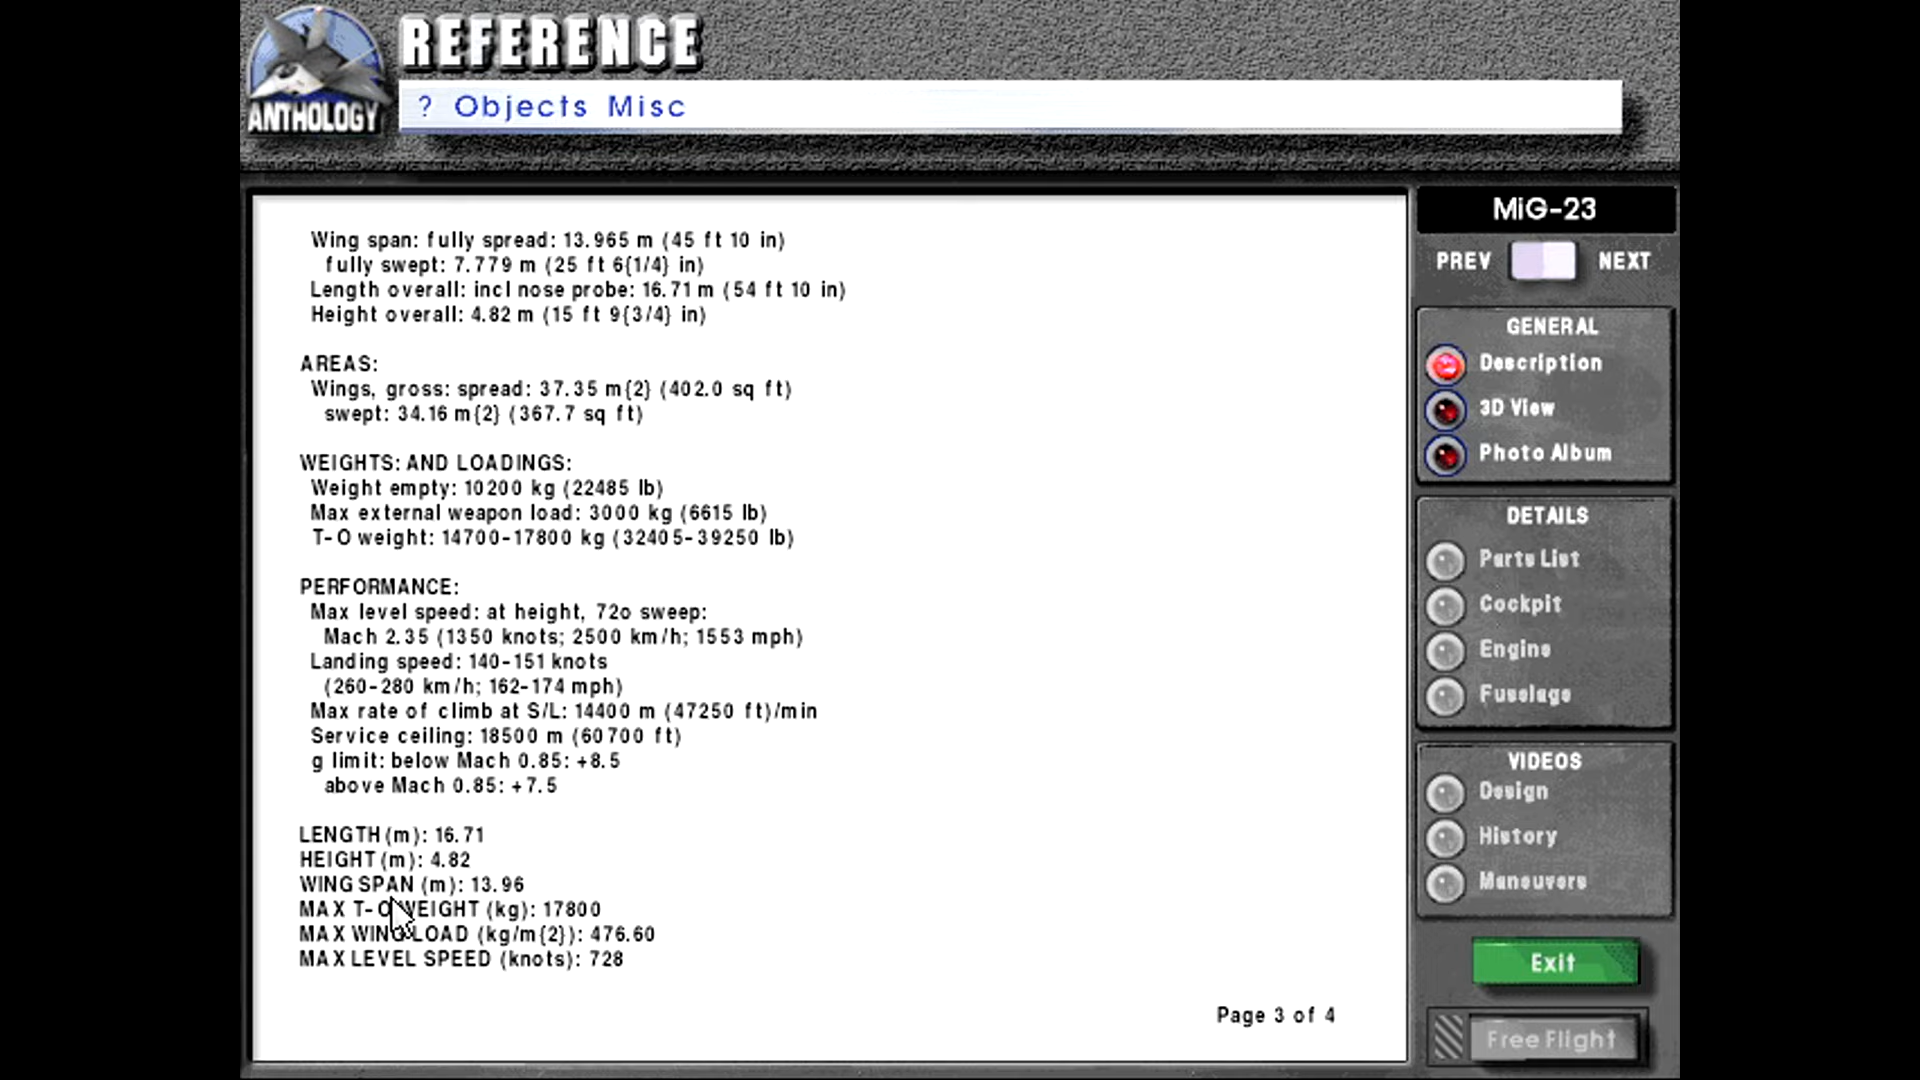 REFERENCE
ANTHOLOGY
? Objects Misc
Wing span: fully spread: 13.965 m (45 ft 10 in)
fully swept: 7.779 m (25 ft 6{1/4} in)
Length overall: incl nose probe: 16.71 m (54 ft 10 in)
Height overall: 4.82 m (15 ft 9{3/4} in)
AREAS:
Wings, gross: spread: 37.35 m{2} (402.0 sq ft)
swept: 34.16 m{2} (367.7 sq ft)
WEIGHTS: AND LOADINGS:
Weight empty: 10200 kg (22485 lb)
Max external weapon load: 3000 kg (6615 lb)
T-O weight: 14700-17800 kg (32405-39250 lb)
PERFORMANCE:
Max level speed: at height, 72o sweep:
Mach 2.35 (1350 knots; 2500 km/h; 1553 mph)
Landing speed: 140-151 knots
(260-280 km/h; 162-174 mph)
Max rate of climb at S/L: 14400 m (47250 ft)/min
Service ceiling: 18500 m (60700 ft)
g limit: below Mach 0.85: +8.5
above Mach 0.85: +7.5
LENGTH (m): 16.71
HEIGHT (m): 4.82
WING SPAN (m): 13.96
MAX T-O WEIGHT (kg): 17800
MAX WING LOAD (kg/m{2}): 476.60
MAX LEVEL SPEED (knots): 728
Page 3 of 4
MiG-23
PREV NEXT
GENERAL
Description
3D View
Photo Album
DETAILS
Parts List
Cockpit
Engine
Fuselage
VIDEOS
Design
History
Maneuvers
Exit
Free Flight